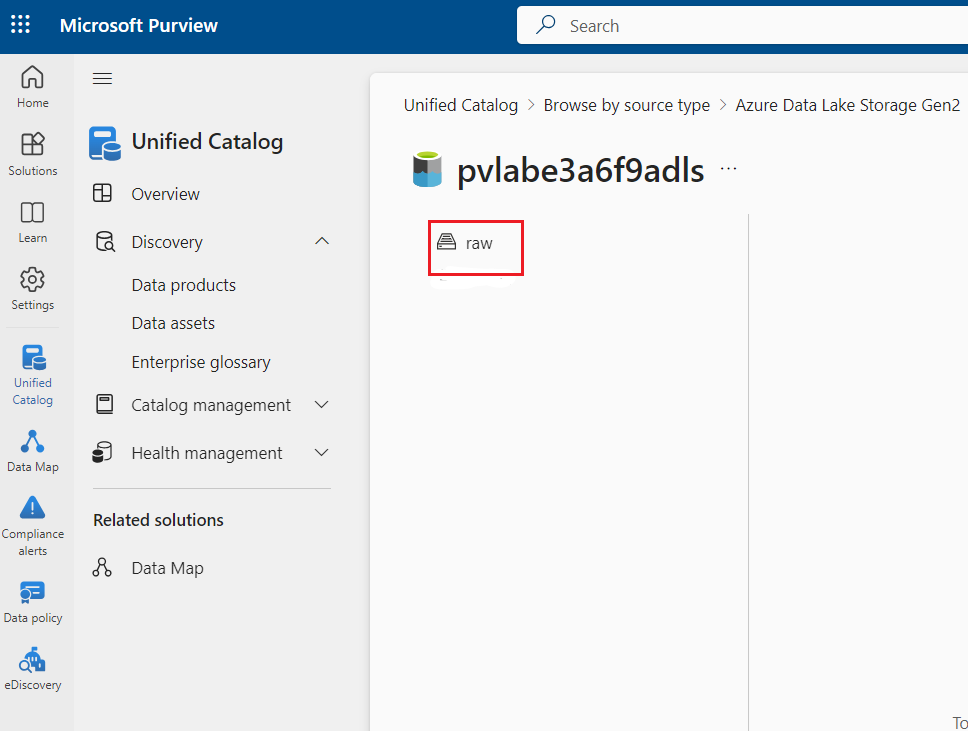 Microsoft Purview
Search
Home
Solutions
Learn
Settings
Unified
Catalog
Data Map
Compliance
alerts
Data policy
eDiscovery
Unified Catalog
Overview
Discovery
Data products
Data assets
Enterprise glossary
Catalog management
Health management
Related solutions
Data Map
Unified Catalog > Browse by source type > Azure Data Lake Storage Gen2
pvlabe3a6f9adls ...
raw
To